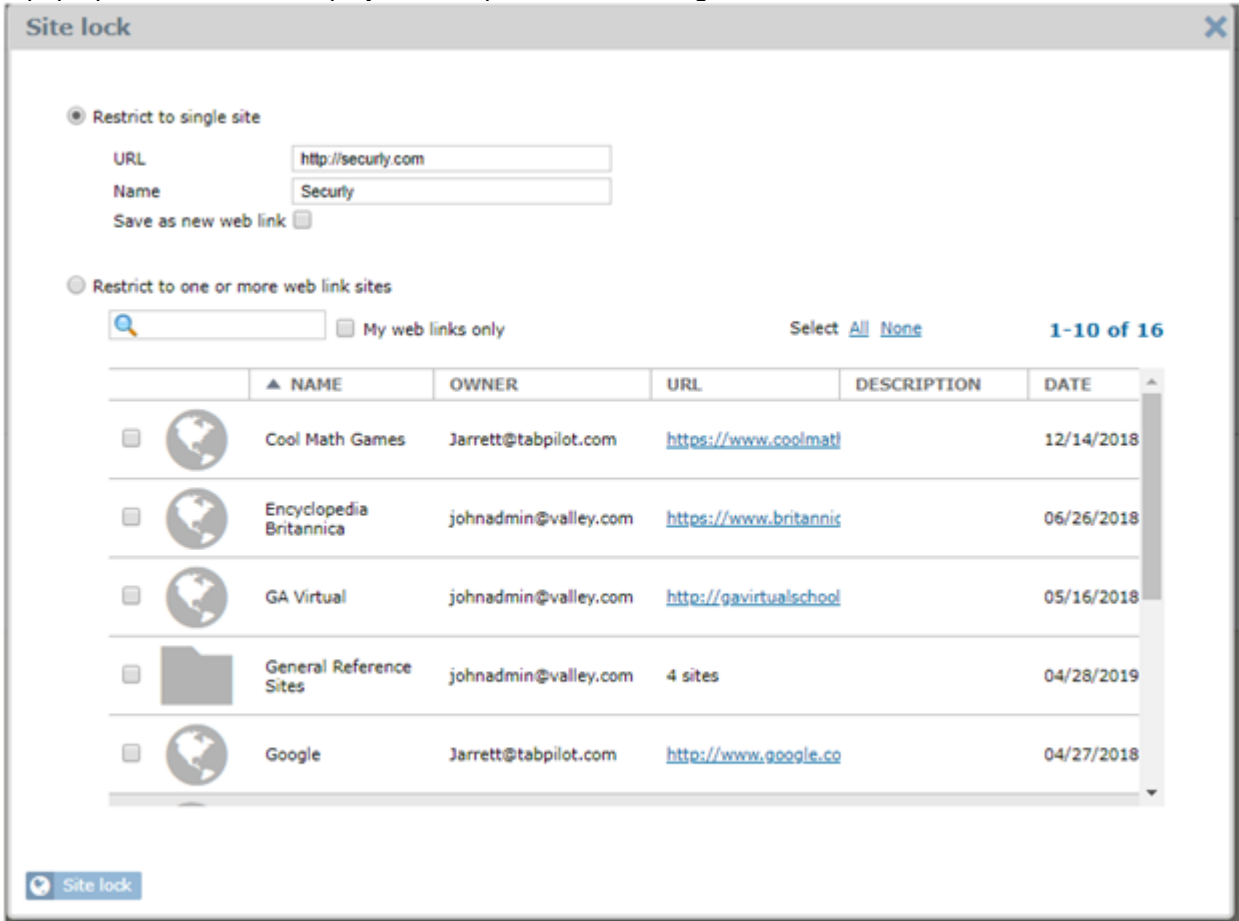 Site lock
Restrict to single site
URL http://securly.com
Name Securly
Save as new web link
Restrict to one or more web link sites
My web links only Select All None 1-10 of 16
NAME OWNER URL DESCRIPTION DATE
Cool Math Games Jarrett@tabpilot.com https://www.coolmatl 12/14/2018
Encyclopedia
Britannica johnadmin@valley.com https://www.britannic 06/26/2018
GA Virtual johnadmin@valley.com http://gavirtualschool 05/16/2018
General Reference
Sites johnadmin@valley.com 4 sites 04/28/2019
Google Jarrett@tabpilot.com http://www.google.co 04/27/2018
Site lock